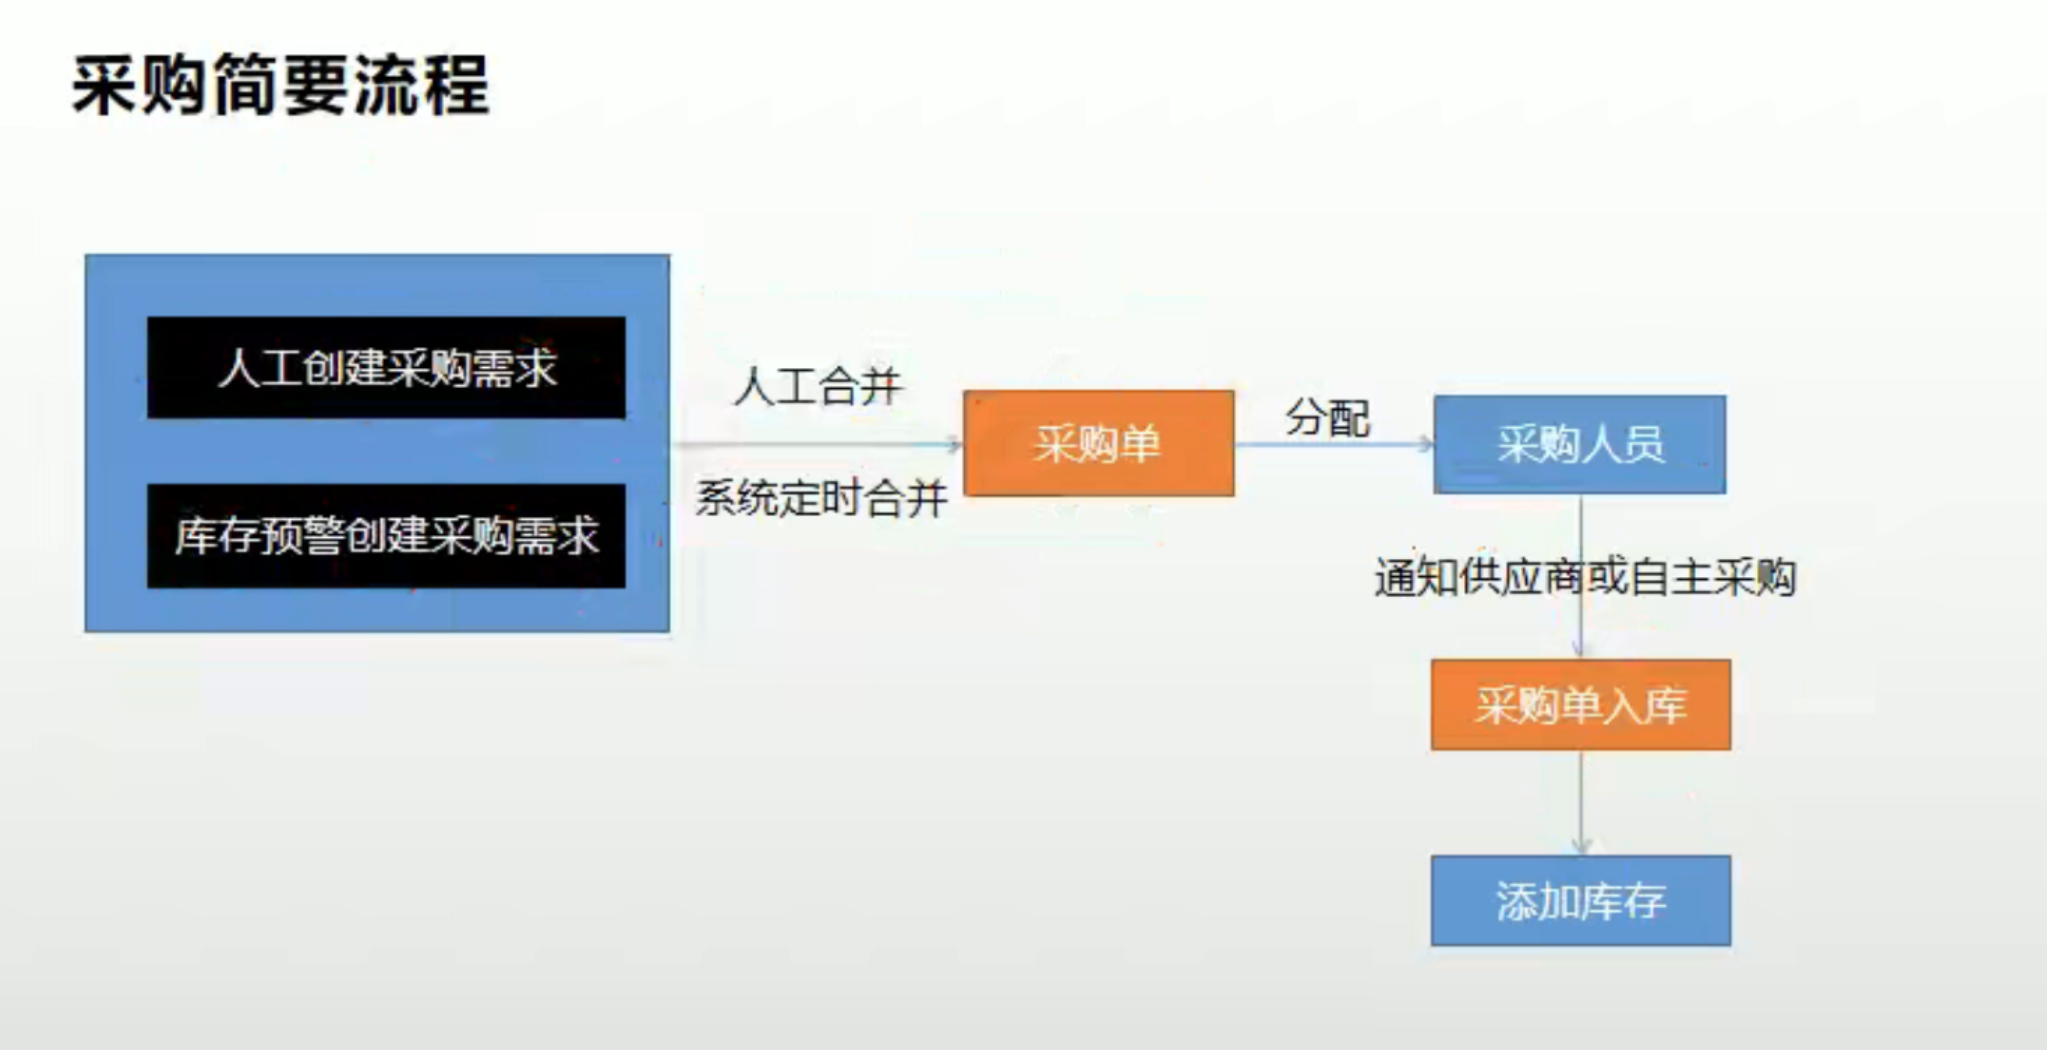 采购简要流程
人工创建采购需求
库存预警创建采购需求
人工合并
系统定时合并
采购单
分配
采购人员
通知供应商或自主采购
采购单入库
添加库存